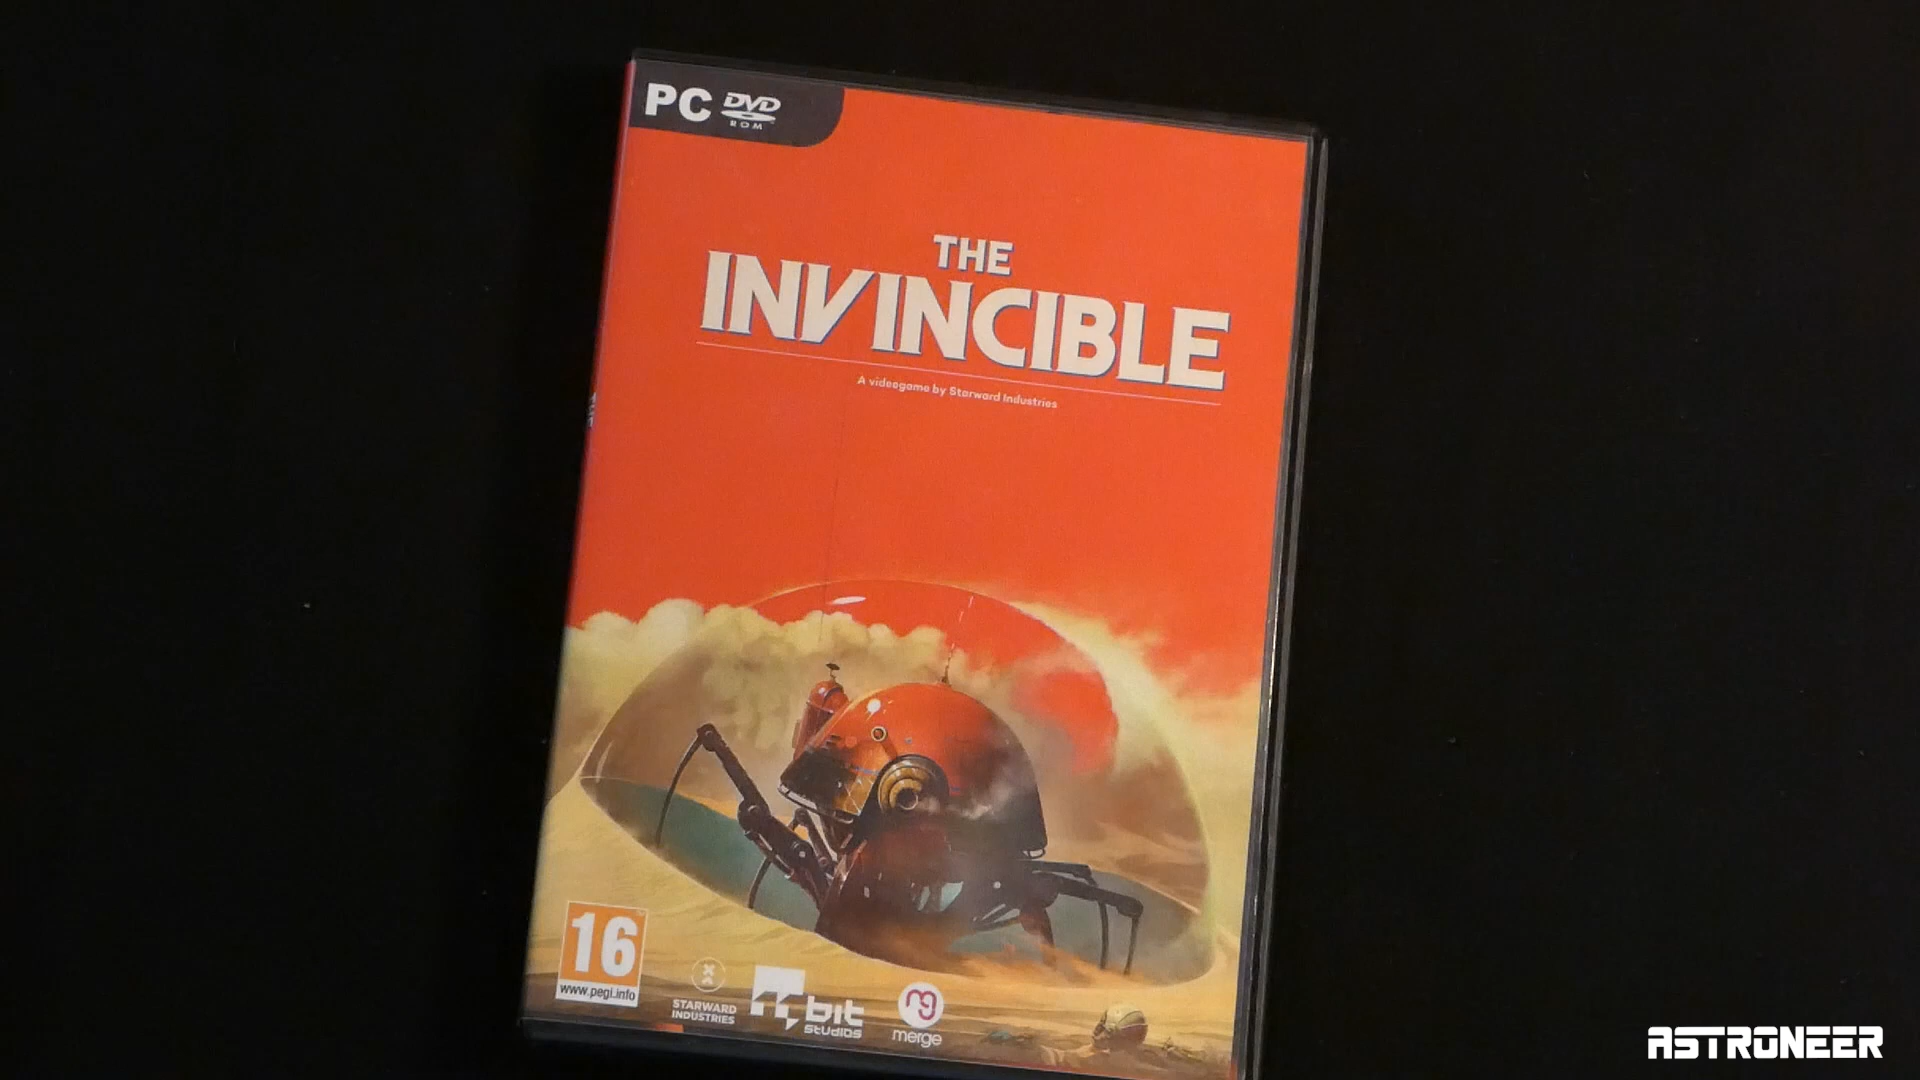 PC DVD
ROM
THE
INVINCIBLE
A videogame by Starward Industries
THE
16
www.pegi.info
STARWARD
INDUSTRIES
bit
studios
merge
ASTRONEER